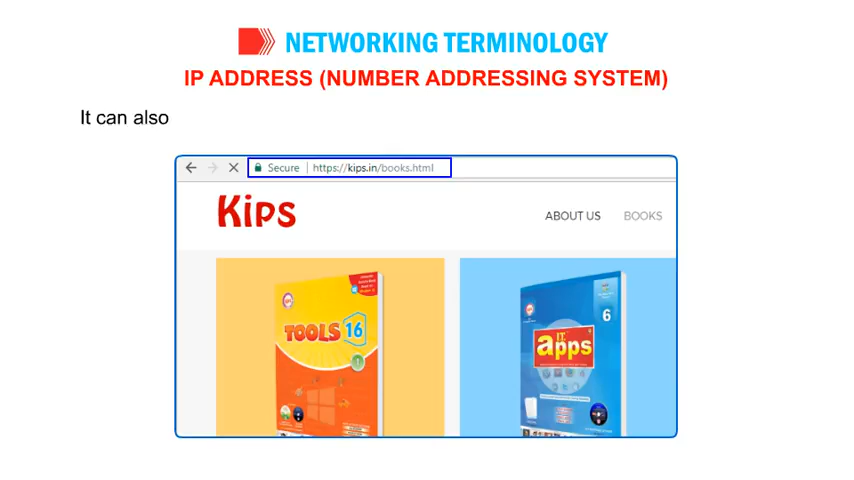 NETWORKING TERMINOLOGY
IP ADDRESS (NUMBER ADDRESSING SYSTEM)
It can also
Secure | https://kips.in/books.html
Kips
ABOUT US BOOKS
TOOLS 16
1
6
IT
apps